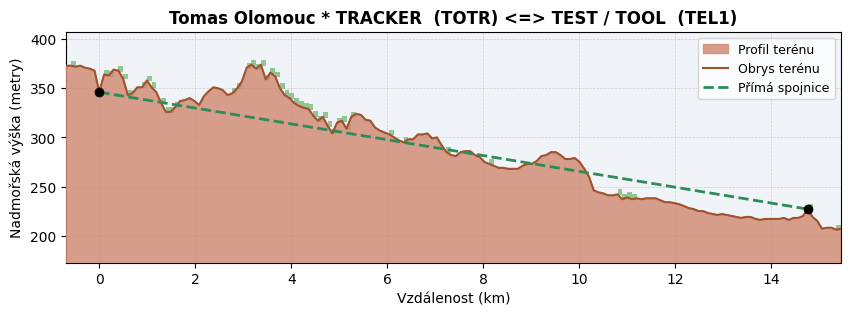 Tomas Olomouc * TRACKER (TOTR) <=> TEST / TOOL (TEL1)
Nadmořská výška (metry)
400
350
300
250
200
Profil terénu
Obrys terénu
Přímá spojnice
0 2 4 6 8 10 12 14
Vzdálenost (km)